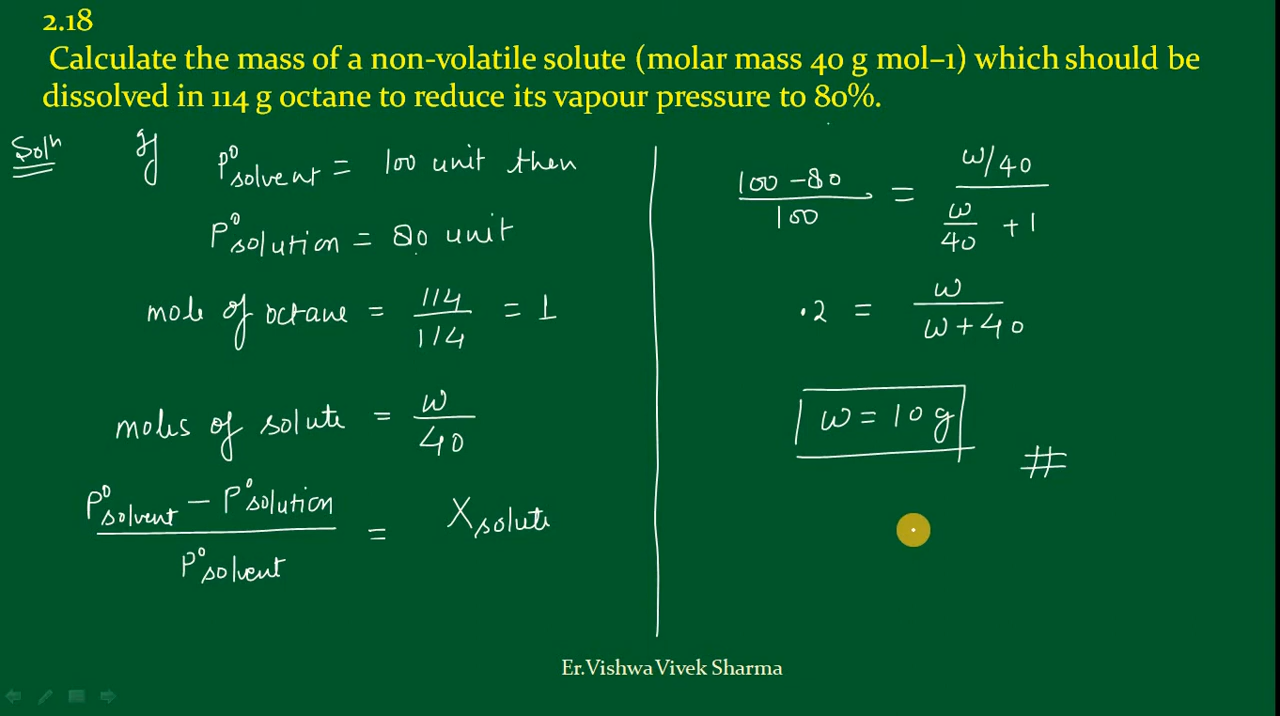 2.18
Calculate the mass of a non-volatile solute (molar mass 40 g mol–1) which should be
dissolved in 114 g octane to reduce its vapour pressure to 80%.
Solⁿ If P°solvent = 100 unit then
P°solution = 80 unit
mole of octane = 114/114 = 1
moles of solute = w/40
(P°solvent – P°solution)/P°solvent = Xsolute
(100 – 80)/100 = (w/40)/(w/40 + 1)
.2 = w/(w + 40)
w = 10 g
#
Er.Vishwa Vivek Sharma